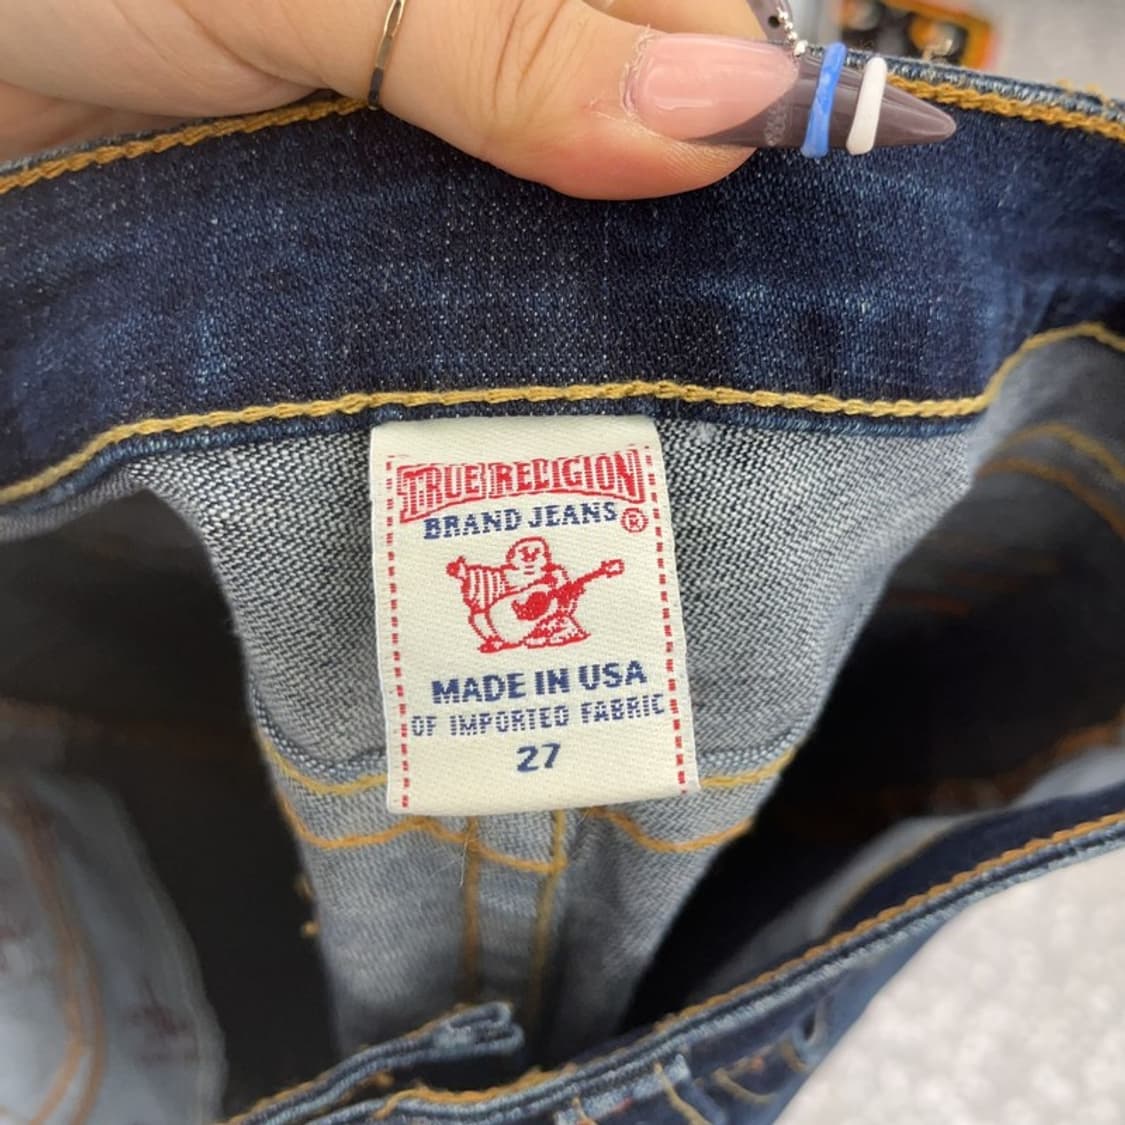 TRUE RELIGION
BRAND JEANS®
MADE IN USA
OF IMPORTED FABRIC
27